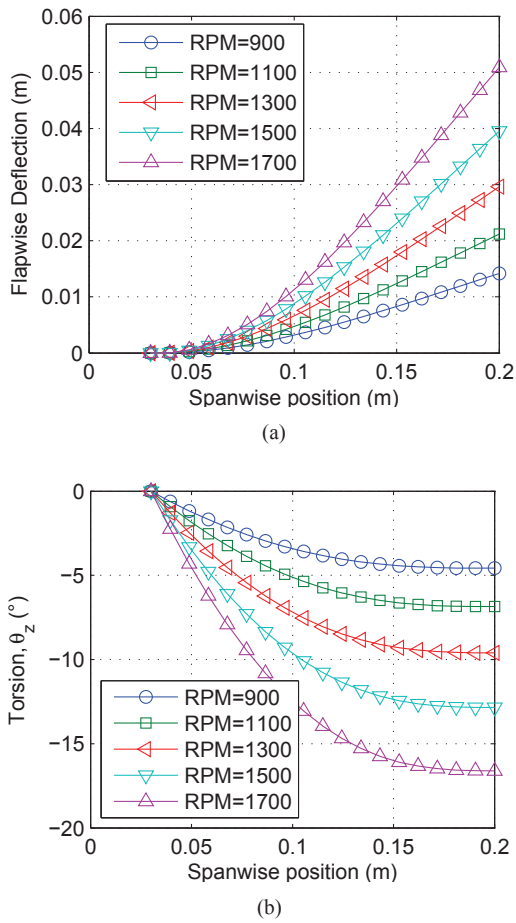 0.06
0.05
0.04
0.03
0.02
0.01
0
Flapwise Deflection (m)
RPM=900
RPM=1100
RPM=1300
RPM=1500
RPM=1700
0 0.05 0.1 0.15 0.2
Spanwise position (m)
(a)
0
−5
−10
−15
−20
Torsion, θ_z (°)
RPM=900
RPM=1100
RPM=1300
RPM=1500
RPM=1700
0 0.05 0.1 0.15 0.2
Spanwise position (m)
(b)